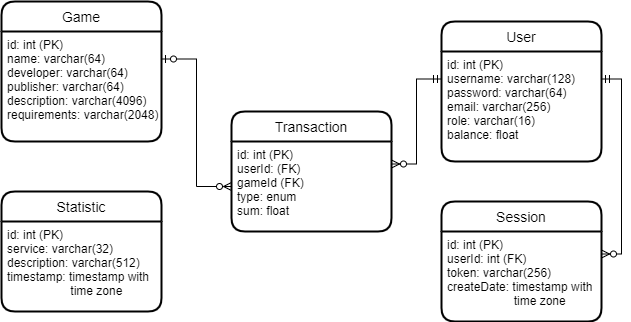 Game
id: int (PK)
name: varchar(64)
developer: varchar(64)
publisher: varchar(64)
description: varchar(4096)
requirements: varchar(2048)
Statistic
id: int (PK)
service: varchar(32)
description: varchar(512)
timestamp: timestamp with
time zone
Transaction
id: int (PK)
userId: (FK)
gameId (FK)
type: enum
sum: float
User
id: int (PK)
username: varchar(128)
password: varchar(64)
email: varchar(256)
role: varchar(16)
balance: float
Session
id: int (PK)
userId: int (FK)
token: varchar(256)
createDate: timestamp with
time zone